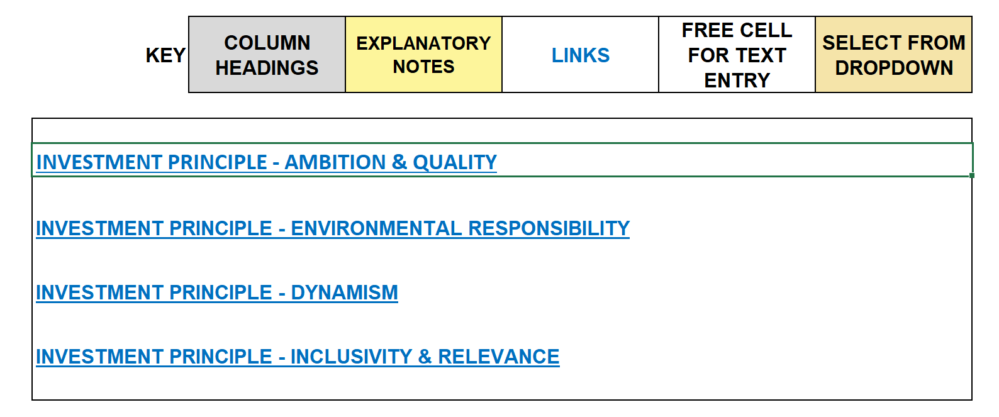 KEY
COLUMN
HEADINGS
EXPLANATORY
NOTES
LINKS
FREE CELL
FOR TEXT
ENTRY
SELECT FROM
DROPDOWN
INVESTMENT PRINCIPLE - AMBITION & QUALITY
INVESTMENT PRINCIPLE - ENVIRONMENTAL RESPONSIBILITY
INVESTMENT PRINCIPLE - DYNAMISM
INVESTMENT PRINCIPLE - INCLUSIVITY & RELEVANCE